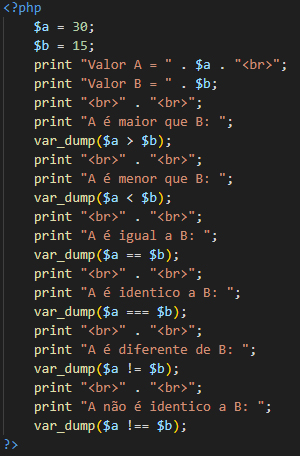 <?php
$a = 30;
$b = 15;
print "Valor A = " . $a . "<br>";
print "Valor B = " . $b;
print "<br>" . "<br>";
print "A é maior que B: ";
var_dump($a > $b);
print "<br>" . "<br>";
print "A é menor que B: ";
var_dump($a < $b);
print "<br>" . "<br>";
print "A é igual a B: ";
var_dump($a == $b);
print "<br>" . "<br>";
print "A é identico a B: ";
var_dump($a === $b);
print "<br>" . "<br>";
print "A é diferente de B: ";
var_dump($a != $b);
print "<br>" . "<br>";
print "A não é identico a B: ";
var_dump($a !== $b);
?>